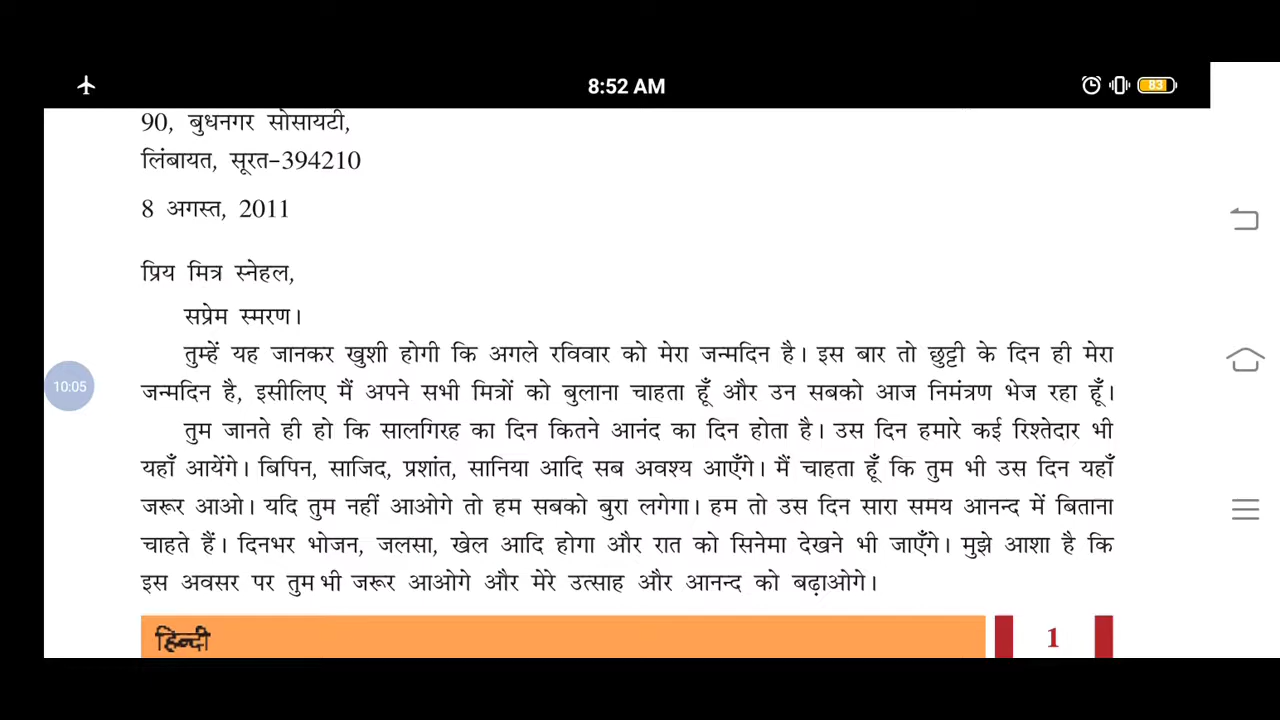 8:52 AM
83
90, बुधनगर सोसायटी,
लिंबायत, सूरत-394210
8 अगस्त, 2011
प्रिय मित्र स्नेहल,
सप्रेम स्मरण।
तुम्हें यह जानकर खुशी होगी कि अगले रविवार को मेरा जन्मदिन है। इस बार तो छुट्टी के दिन ही मेरा
जन्मदिन है, इसीलिए मैं अपने सभी मित्रों को बुलाना चाहता हूँ और उन सबको आज निमंत्रण भेज रहा हूँ।
10:05
तुम जानते ही हो कि सालगिरह का दिन कितने आनंद का दिन होता है। उस दिन हमारे कई रिश्तेदार भी
यहाँ आयेंगे। बिपिन, साजिद, प्रशांत, सानिया आदि सब अवश्य आएँगे। मैं चाहता हूँ कि तुम भी उस दिन यहाँ
जरूर आओ। यदि तुम नहीं आओगे तो हम सबको बुरा लगेगा। हम तो उस दिन सारा समय आनन्द में बिताना
चाहते हैं। दिनभर भोजन, जलसा, खेल आदि होगा और रात को सिनेमा देखने भी जाएँगे। मुझे आशा है कि
इस अवसर पर तुम भी जरूर आओगे और मेरे उत्साह और आनन्द को बढ़ाओगे।
हिन्दी
1